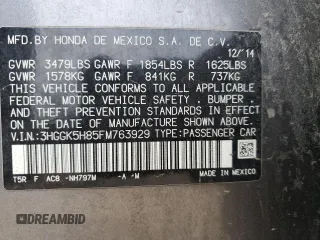 MFD.BY HONDA DE MEXICO S.A. DE C.V.
12/14
GVWR 3479LBS GAWR F 1854LBS R 1625LBS
GVWR 1578KG GAWR F 841KG R 737KG
THIS VEHICLE CONFORMS TO ALL APPLICABLE
FEDERAL MOTOR VEHICLE SAFETY , BUMPER ,
AND THEFT PREVENTION STANDARDS IN EFFECT
ON THE DATE OF MANUFACTURE SHOWN ABOVE.
V.I.N.:3HGGK5H85FM763929 TYPE:PASSENGER CAR
T5R F AC8 -NH797M -A -M
MADE IN MEXICO